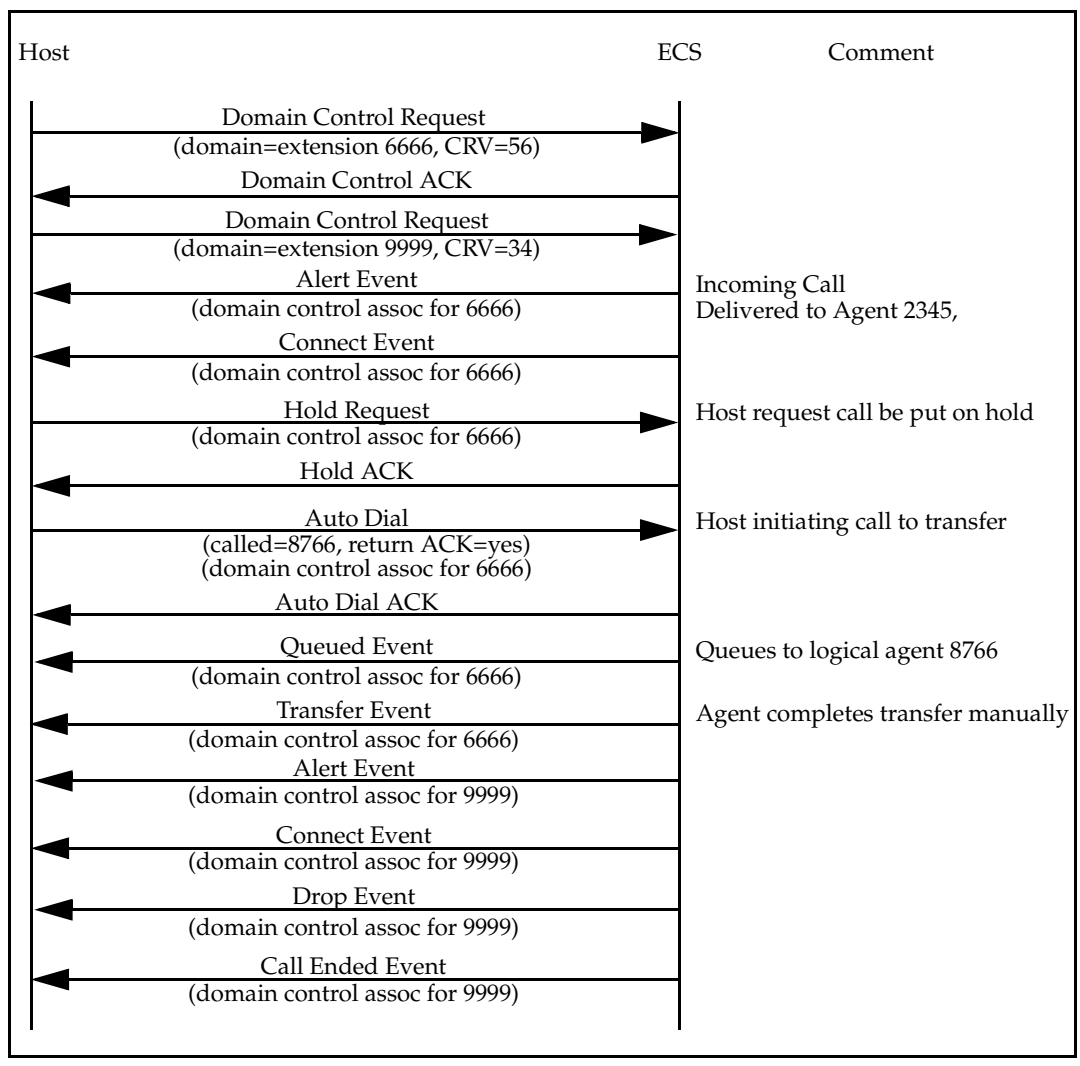 Host ECS Comment
Domain Control Request
(domain=extension 6666, CRV=56)
Domain Control ACK
Domain Control Request
(domain=extension 9999, CRV=34)
Alert Event
(domain control assoc for 6666)
Incoming Call
Delivered to Agent 2345,
Connect Event
(domain control assoc for 6666)
Hold Request
(domain control assoc for 6666)
Host request call be put on hold
Hold ACK
Auto Dial
(called=8766, return ACK=yes)
(domain control assoc for 6666)
Host initiating call to transfer
Auto Dial ACK
Queued Event
(domain control assoc for 6666)
Queues to logical agent 8766
Transfer Event
(domain control assoc for 6666)
Agent completes transfer manually
Alert Event
(domain control assoc for 9999)
Connect Event
(domain control assoc for 9999)
Drop Event
(domain control assoc for 9999)
Call Ended Event
(domain control assoc for 9999)